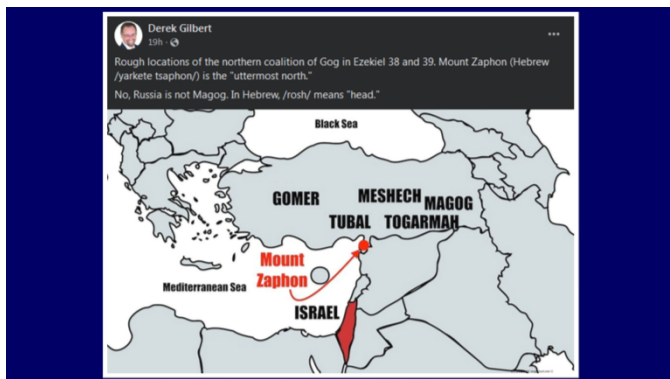 Derek Gilbert
19h ·
Rough locations of the northern coalition of Gog in Ezekiel 38 and 39. Mount Zaphon (Hebrew
/yarkete tsaphon/) is the "uttermost north."
No, Russia is not Magog. In Hebrew, /rosh/ means "head."
Black Sea
GOMER
MESHECH
MAGOG
TUBAL
TOGARMAH
Mount
Zaphon
Mediterranean Sea
ISRAEL